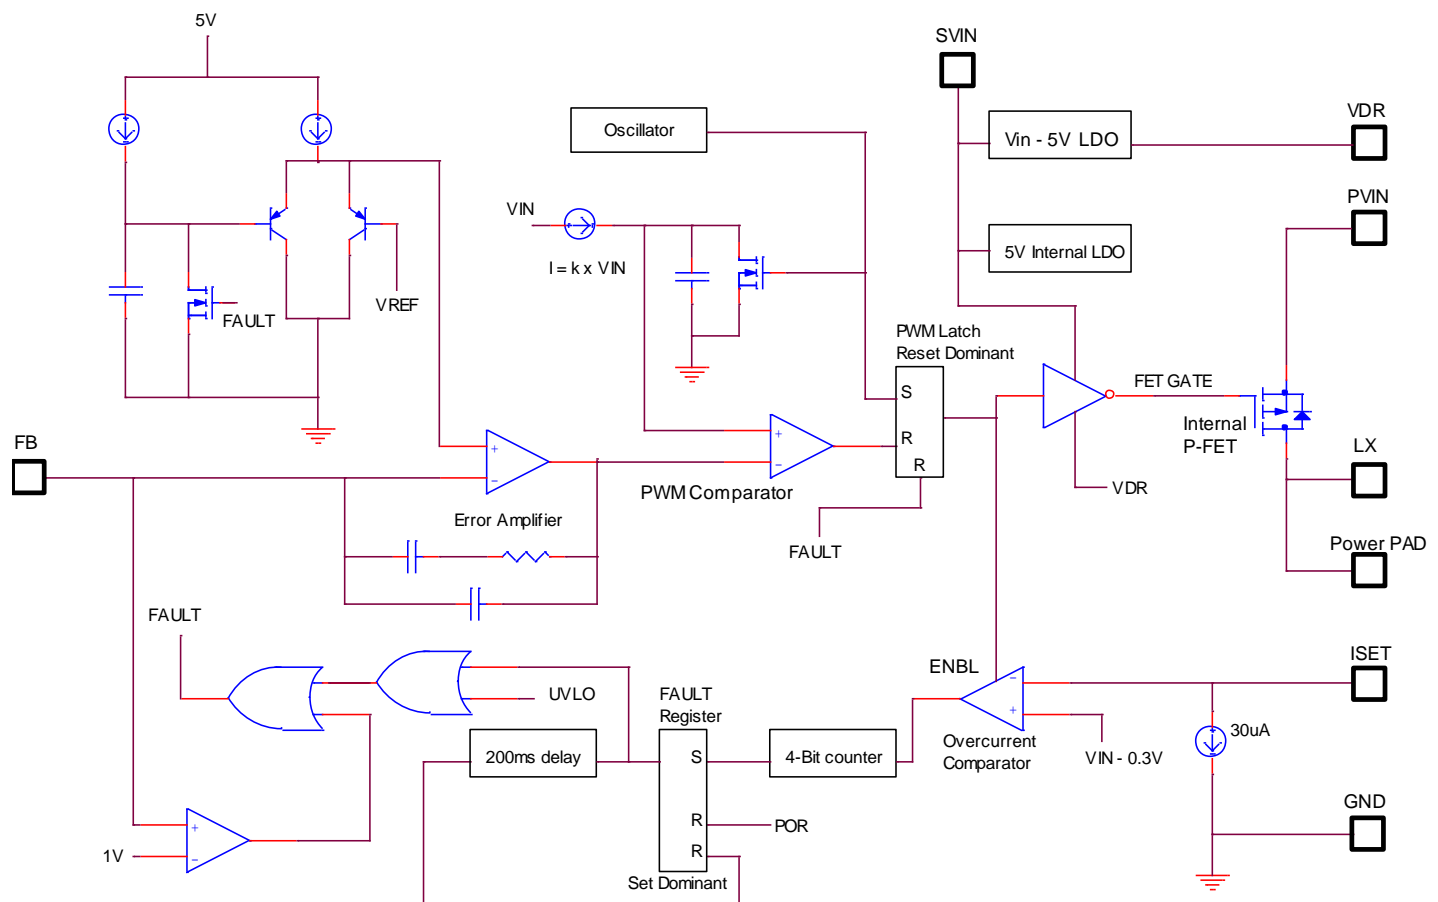 5V
SVIN
VDR
Oscillator
Vin - 5V LDO
PVIN
VIN
5V Internal LDO
I = k x VIN
VREF
FAULT
PWM Latch
Reset Dominant
FET GATE
S
Internal
P-FET
FB
+
+
R
LX
R
-
-
PWM Comparator
VDR
Error Amplifier
FAULT
Power PAD
FAULT
ENBL
ISET
-
UVLO
FAULT
Register
+
30uA
200ms delay
S
4-Bit counter
Overcurrent
Comparator
VIN - 0.3V
GND
+
R
POR
1V
-
R
Set Dominant